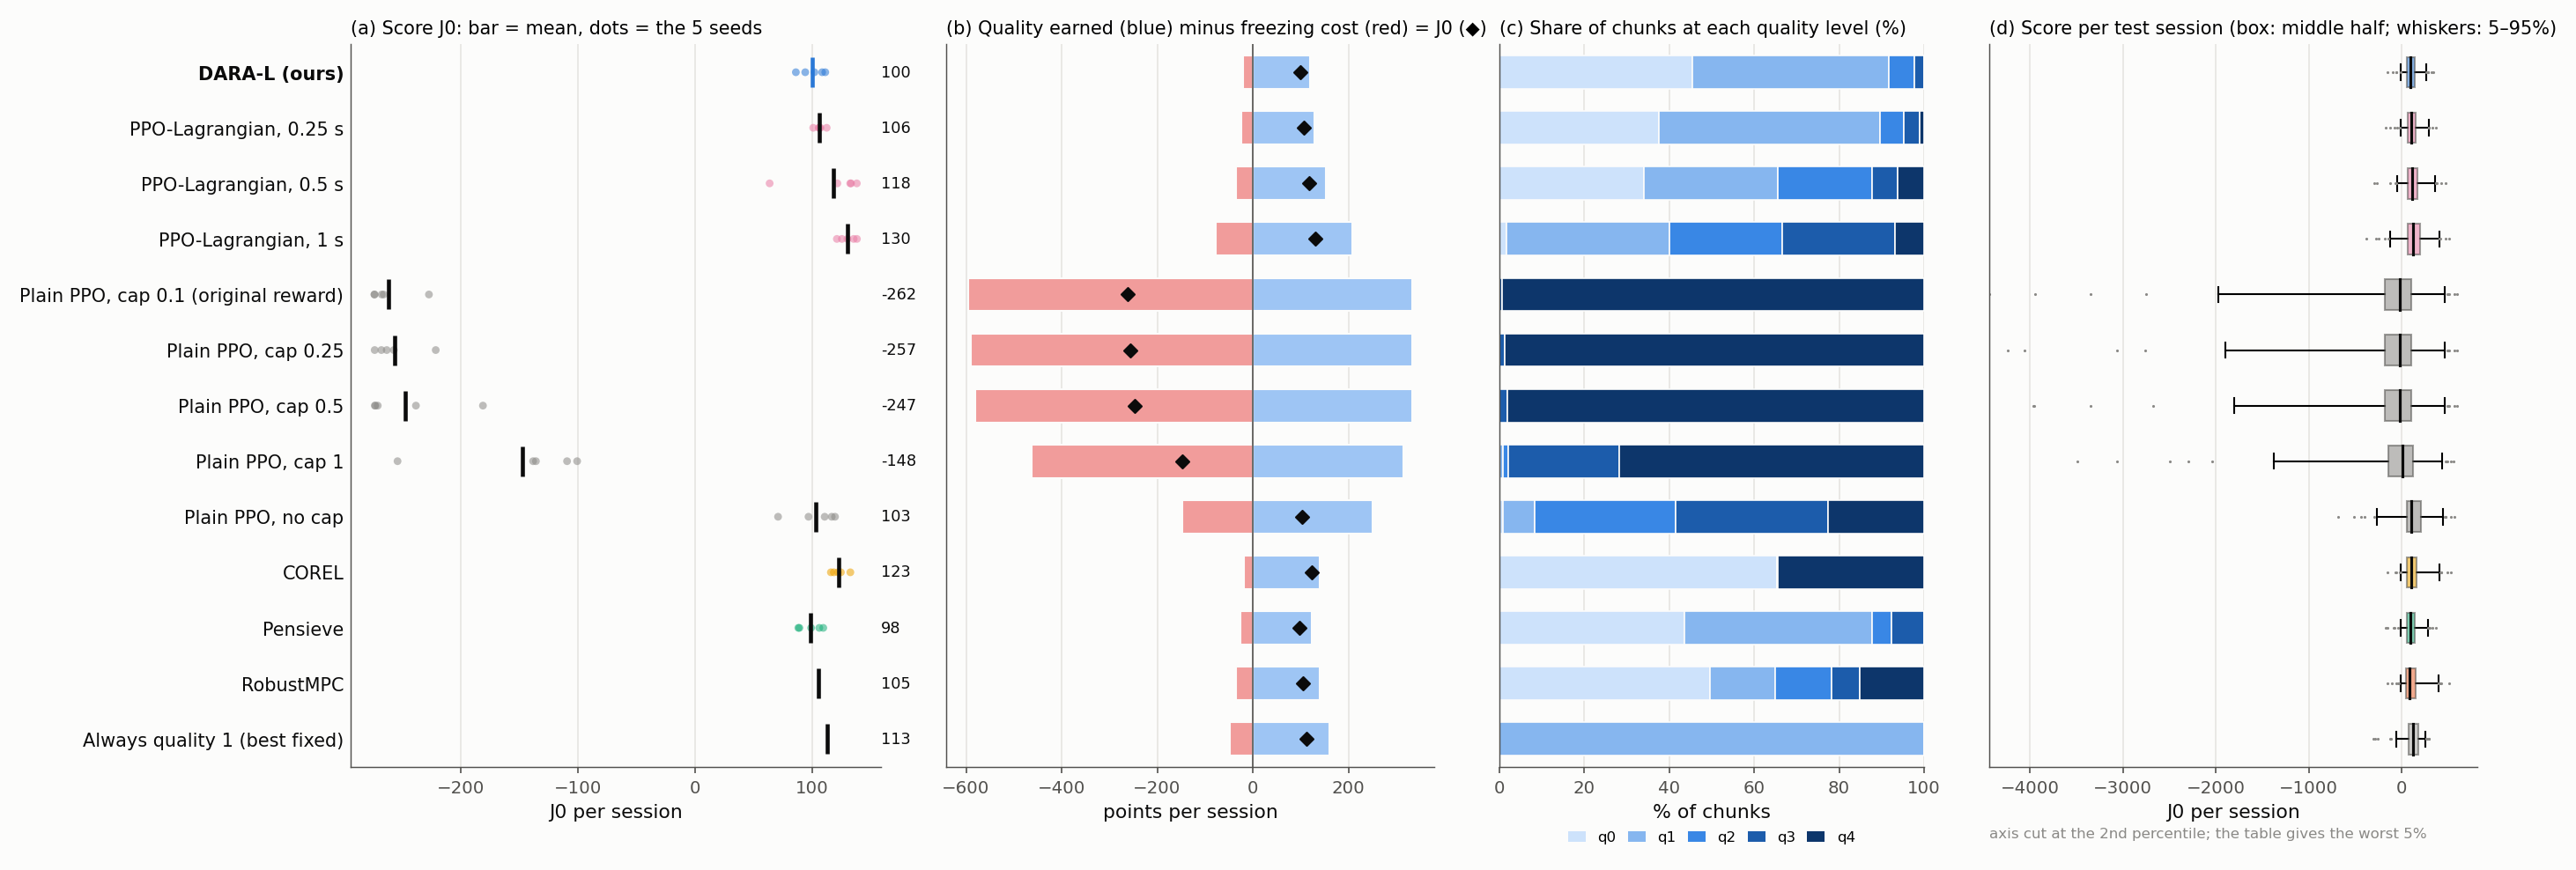 (a) Score J0: bar = mean, dots = the 5 seeds
DARA-L (ours)
100
PPO-Lagrangian, 0.25 s
106
PPO-Lagrangian, 0.5 s
118
PPO-Lagrangian, 1 s
130
Plain PPO, cap 0.1 (original reward)
-262
Plain PPO, cap 0.25
-257
Plain PPO, cap 0.5
-247
Plain PPO, cap 1
-148
Plain PPO, no cap
103
COREL
123
Pensieve
98
RobustMPC
105
Always quality 1 (best fixed)
113
−200 −100 0 100
J0 per session
(b) Quality earned (blue) minus freezing cost (red) = J0 (◆)
−600 −400 −200 0 200
points per session
(c) Share of chunks at each quality level (%)
0 20 40 60 80 100
% of chunks
q0 q1 q2 q3 q4
(d) Score per test session (box: middle half; whiskers: 5–95%)
−4000 −3000 −2000 −1000 0
J0 per session
axis cut at the 2nd percentile; the table gives the worst 5%